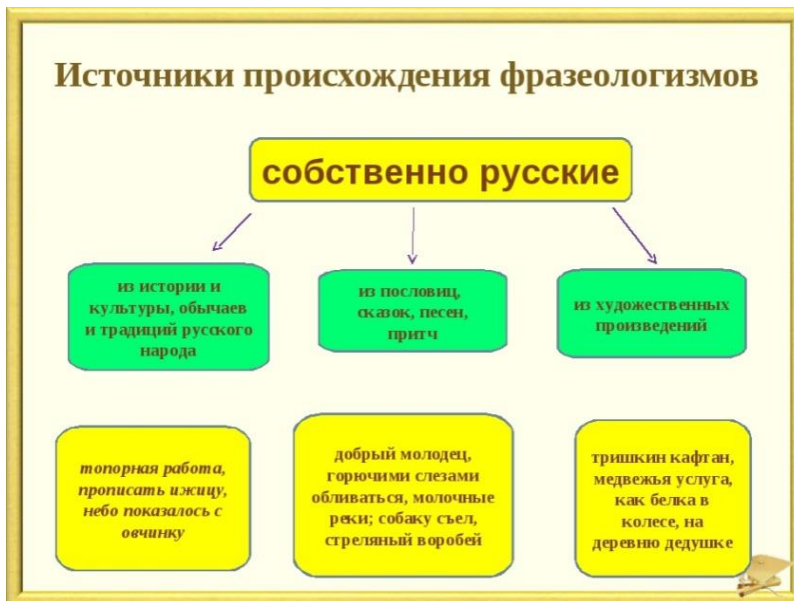 Источники происхождения фразеологизмов
собственно русские
из истории и
культуры, обычаев
и традиций русского
народа
из пословиц,
сказок, песен,
притч
из художественных
произведений
топорная работа,
прописать ижицу,
небо показалось с
овчинку
добрый молодец,
горючими слезами
обливаться, молочные
реки; собаку съел,
стреляный воробей
тришкин кафтан,
медвежья услуга,
как белка в
колесе, на
деревню дедушке